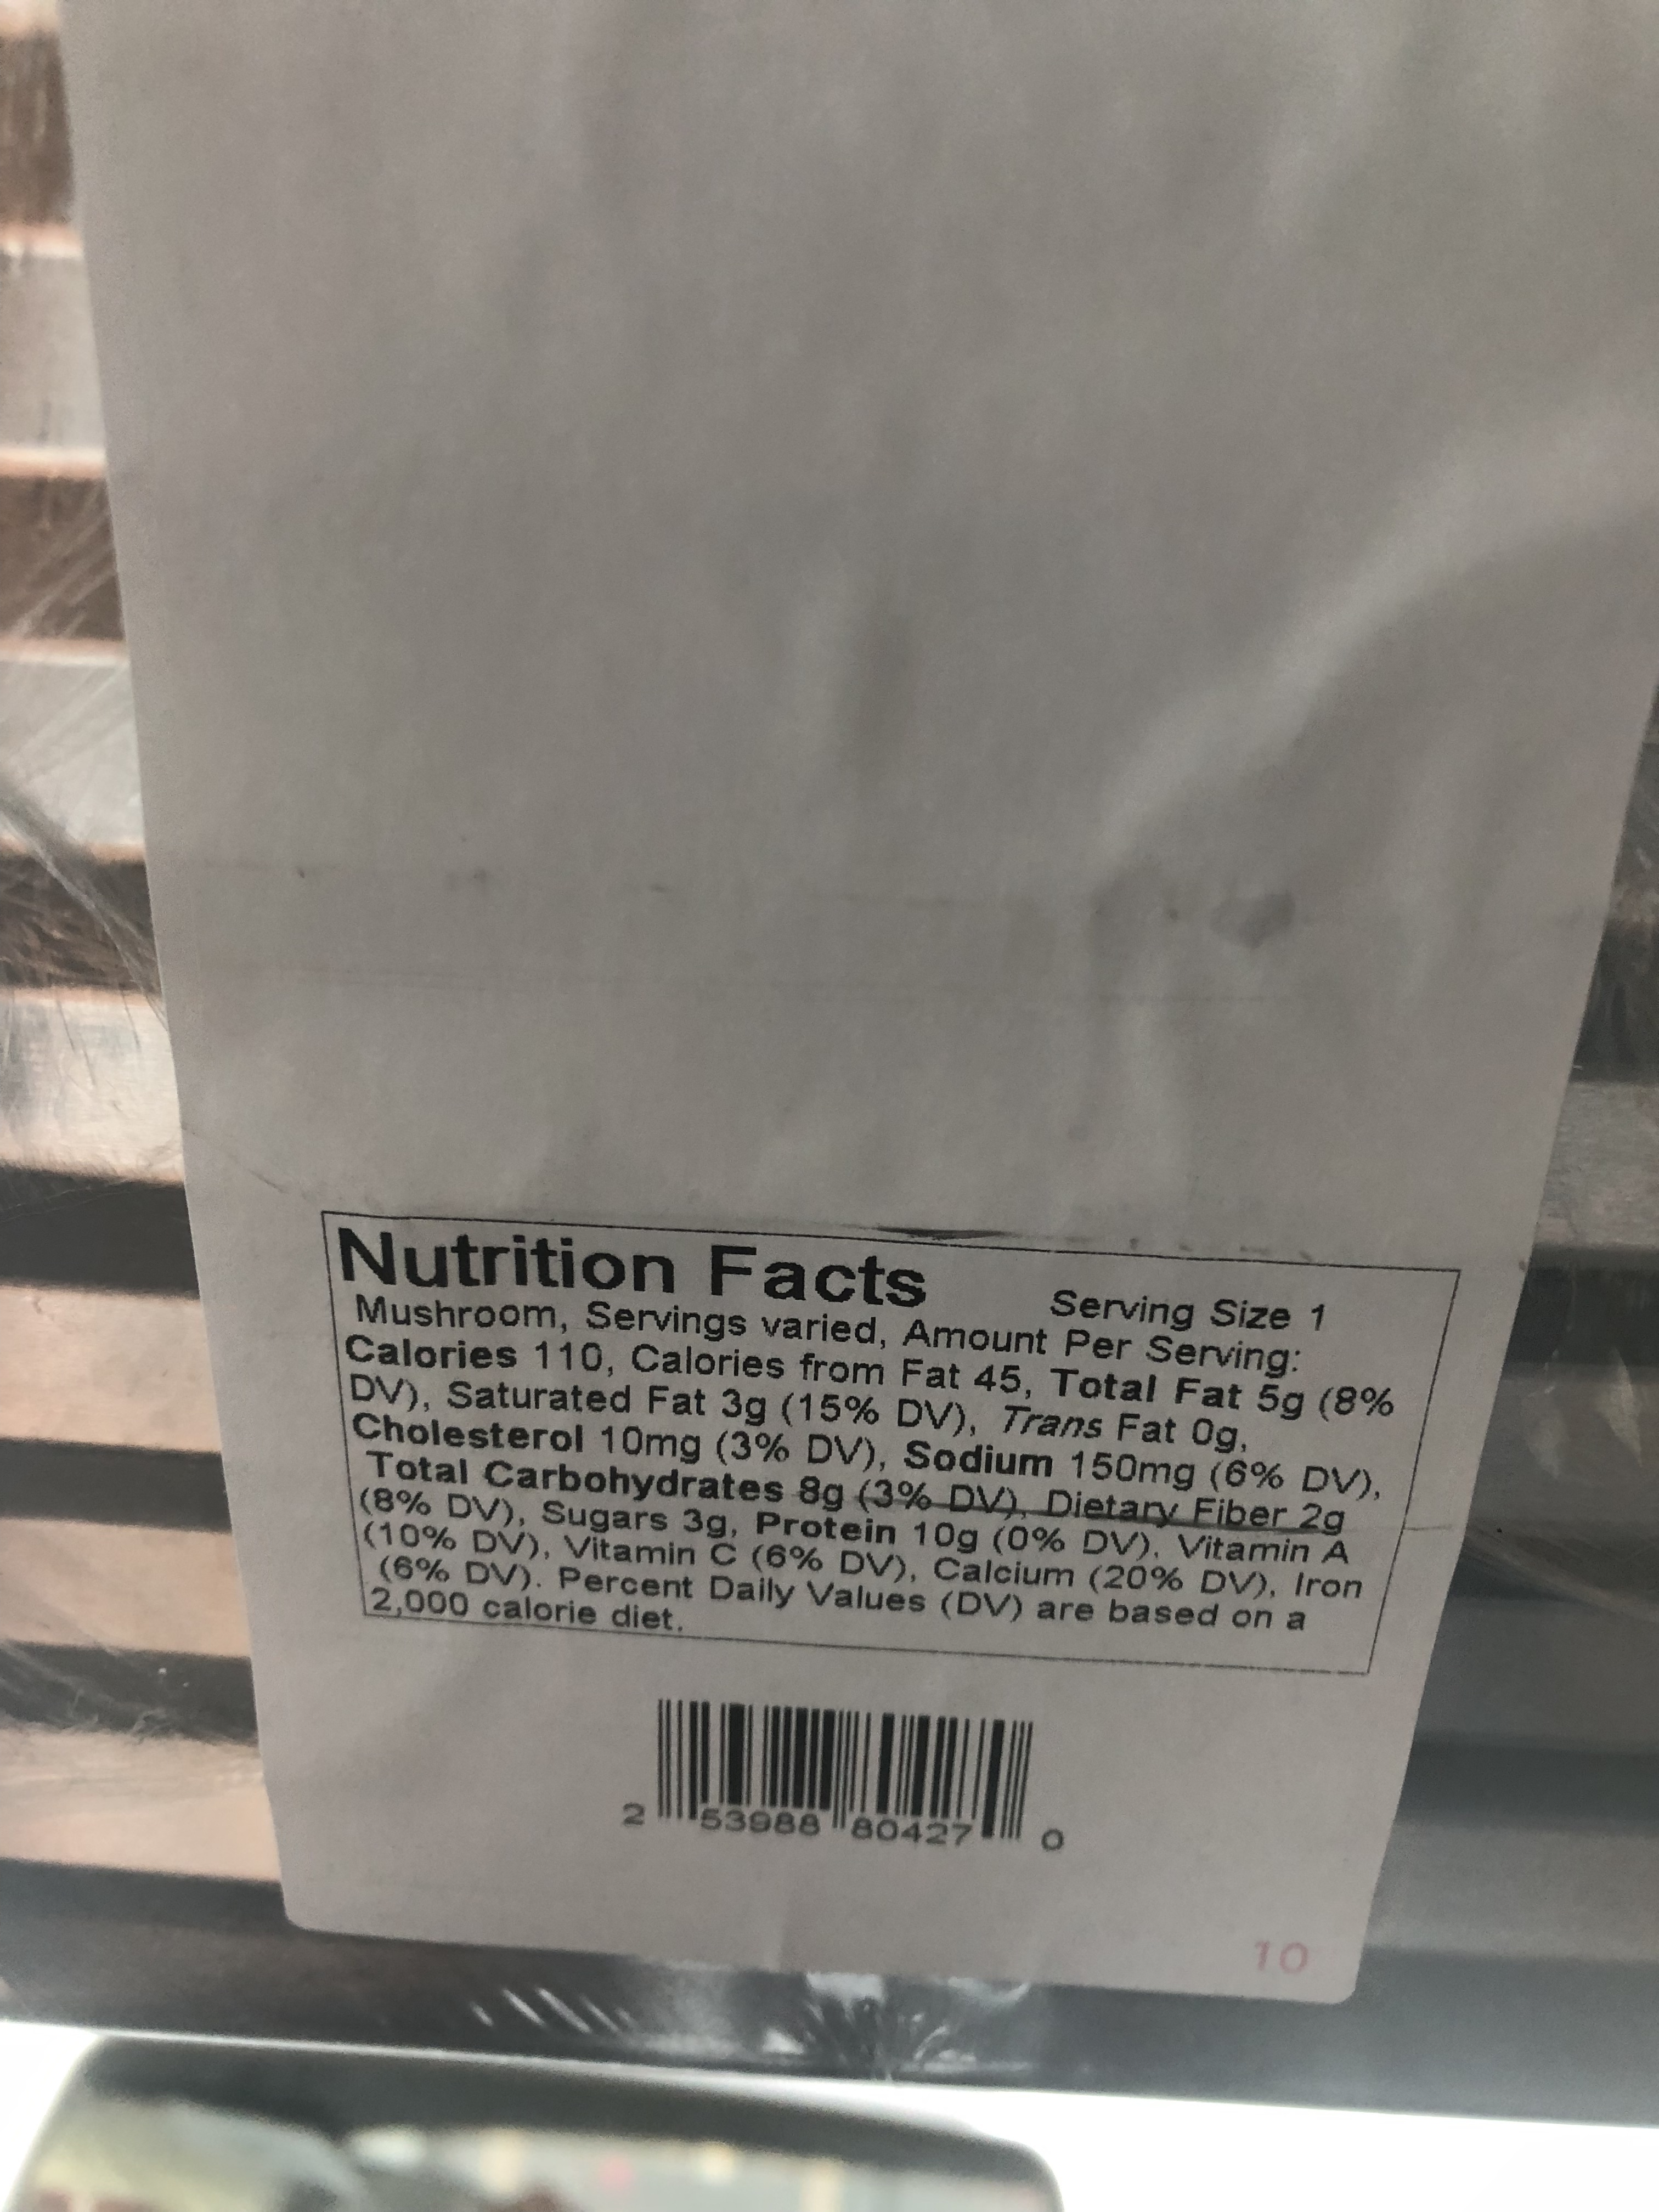 Nutrition Facts Serving Size 1
Mushroom, Servings varied, Amount Per Serving:
Calories 110, Calories from Fat 45, Total Fat 5g (8%
DV), Saturated Fat 3g (15% DV), Trans Fat 0g,
Cholesterol 10mg (3% DV), Sodium 150mg (6% DV),
Total Carbohydrates 8g (3% DV), Dietary Fiber 2g
(8% DV), Sugars 3g, Protein 10g (0% DV), Vitamin A
(10% DV), Vitamin C (6% DV), Calcium (20% DV), Iron
(6% DV). Percent Daily Values (DV) are based on a
2,000 calorie diet.
2 53988 80427 0
10